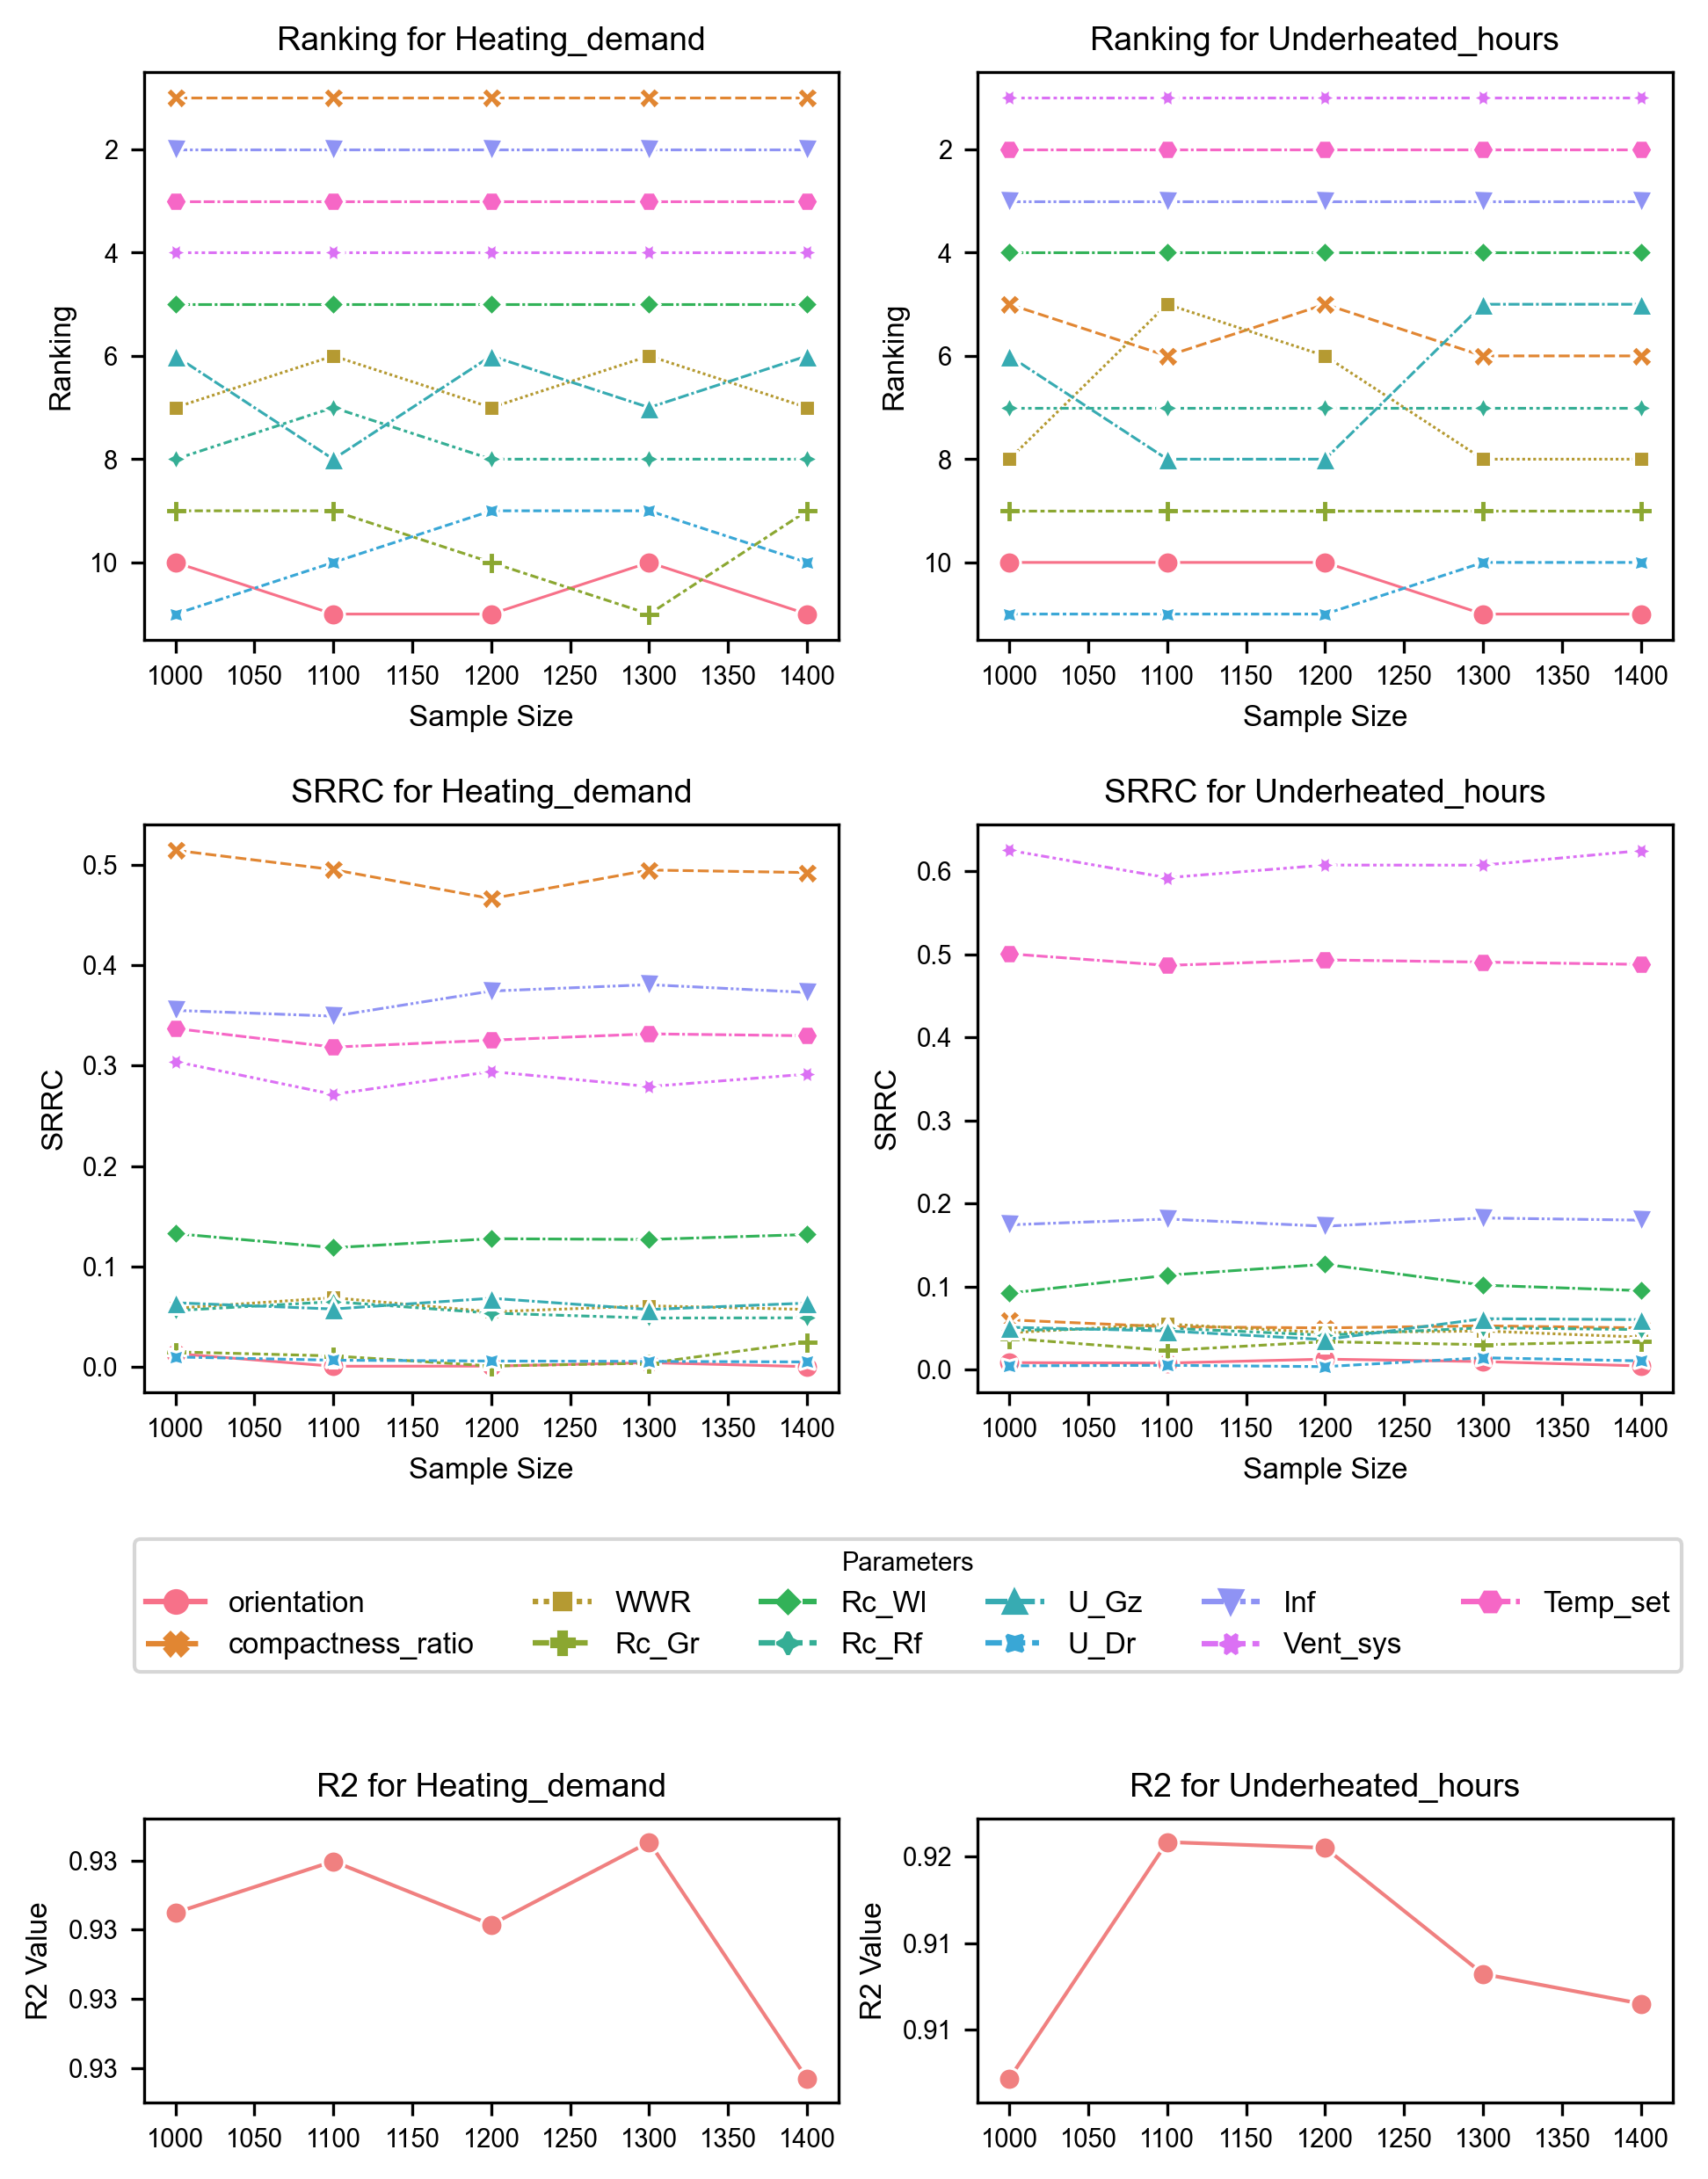 Ranking for Heating_demand
Ranking for Underheated_hours
Ranking
2
4
6
8
10
1000 1050 1100 1150 1200 1250 1300 1350 1400
Sample Size
Ranking
2
4
6
8
10
1000 1050 1100 1150 1200 1250 1300 1350 1400
Sample Size
SRRC for Heating_demand
SRRC for Underheated_hours
SRRC
0.5
0.4
0.3
0.2
0.1
0.0
1000 1050 1100 1150 1200 1250 1300 1350 1400
Sample Size
SRRC
0.6
0.5
0.4
0.3
0.2
0.1
0.0
1000 1050 1100 1150 1200 1250 1300 1350 1400
Sample Size
Parameters
orientation WWR Rc_Wl U_Gz Inf Temp_set
compactness_ratio Rc_Gr Rc_Rf U_Dr Vent_sys
R2 for Heating_demand
R2 for Underheated_hours
R2 Value
0.93
0.93
0.93
0.93
1000 1050 1100 1150 1200 1250 1300 1350 1400
R2 Value
0.92
0.91
0.91
1000 1050 1100 1150 1200 1250 1300 1350 1400